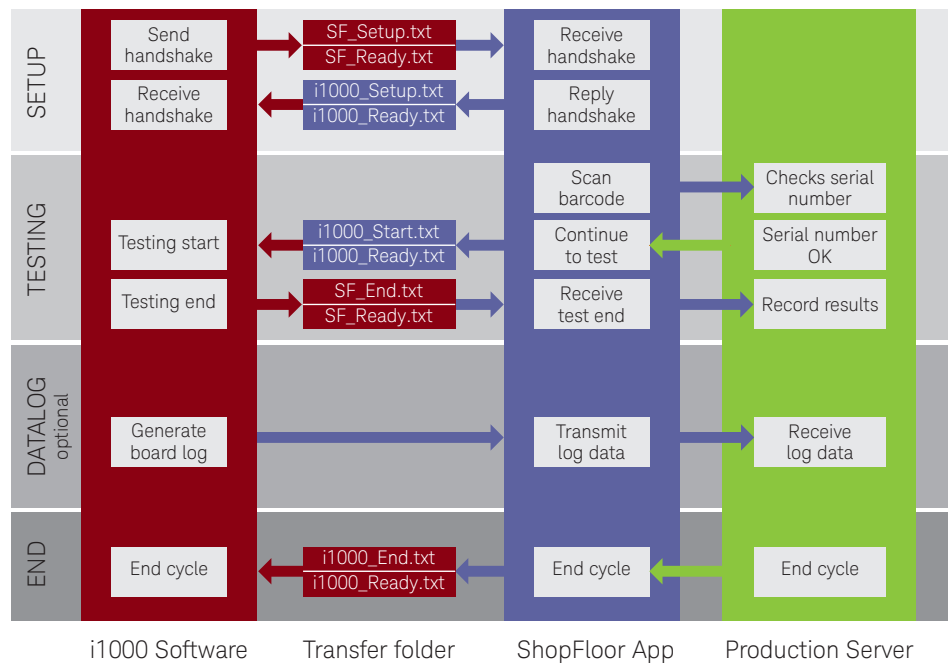 SETUP
Send
handshake
SF_Setup.txt
SF_Ready.txt
Receive
handshake
Receive
handshake
i1000_Setup.txt
i1000_Ready.txt
Reply
handshake
TESTING
Scan
barcode
Checks serial
number
Testing start
i1000_Start.txt
i1000_Ready.txt
Continue
to test
Serial number
OK
Testing end
SF_End.txt
SF_Ready.txt
Receive
test end
Record results
DATALOG
optional
Generate
board log
Transmit
log data
Receive
log data
END
End cycle
i1000_End.txt
i1000_Ready.txt
End cycle
End cycle
i1000 Software
Transfer folder
ShopFloor App
Production Server